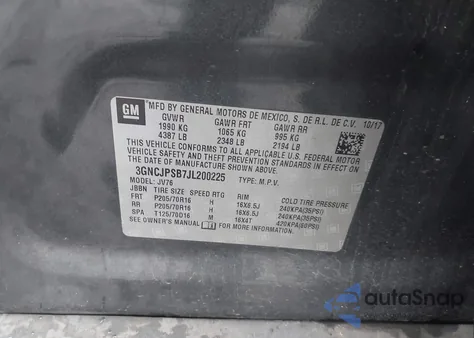 GM
MFD BY GENERAL MOTORS DE MEXICO, S. DE R.L. DE C.V. 10/17
GVWR GAWR FRT GAWR RR
1990 KG 1065 KG 995 KG
4387 LB 2348 LB 2194 LB
THIS VEHICLE CONFORMS TO ALL APPLICABLE U.S. FEDERAL MOTOR
VEHICLE SAFETY, BUMPER, AND THEFT PREVENTION STANDARDS IN
EFFECT ON THE DATE OF MANUFACTURE SHOWN ABOVE.
3GNCJPSB7JL200225 TYPE: M.P.V.
MODEL: JV76
JBBN TIRE SIZE SPEED RTG RIM COLD TIRE PRESSURE
FRT P205/70R16 H 16X6.5J 240KPA(35PSI)
RR P205/70R16 H 16X6.5J 240KPA(35PSI)
SPA T125/70D16 M 16X4T 420KPA(60PSI)
SEE OWNER'S MANUAL
autoSnap